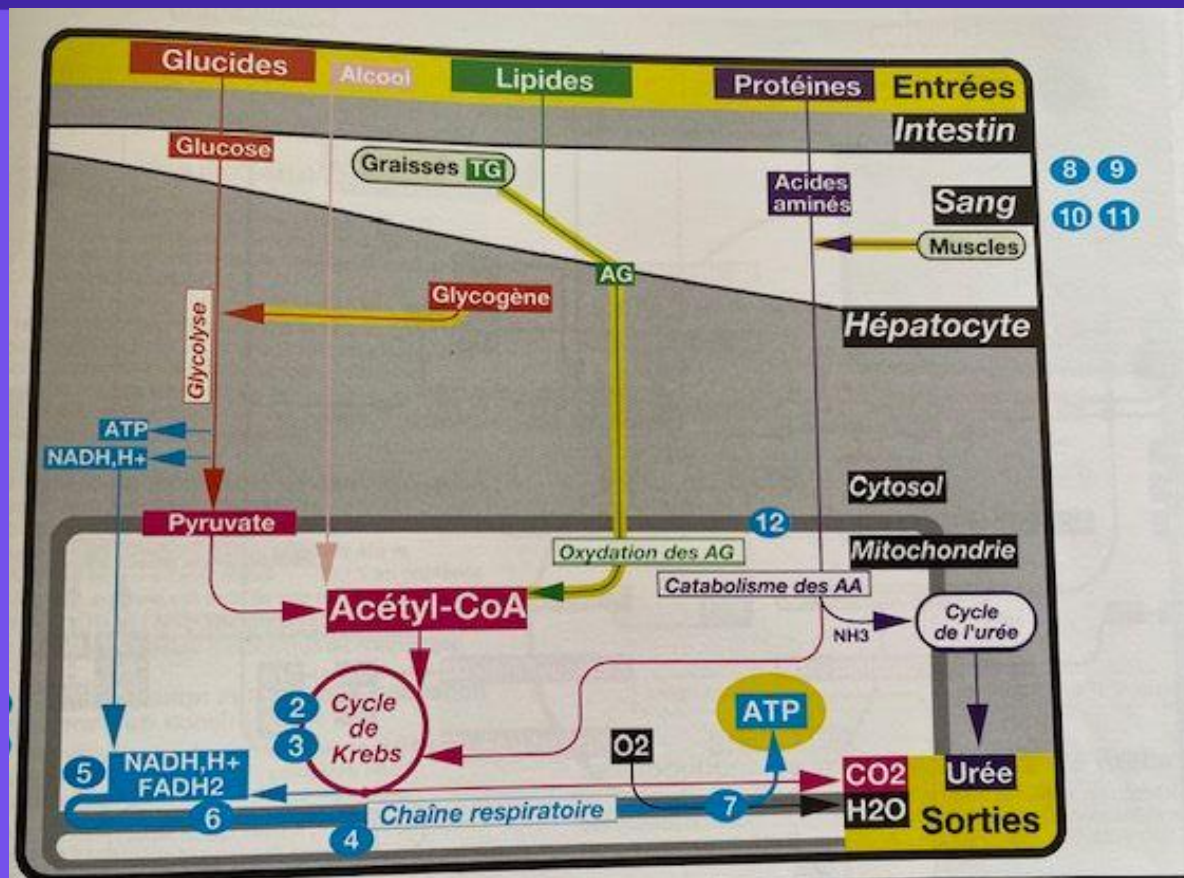 Glucides
Alcool
Lipides
Protéines
Entrées
Intestin
Glucose
Graisses TG
Acides
aminés
Sang
8 9
10 11
Muscles
AG
Glycogène
Hépatocyte
Glycolyse
ATP
NADH,H+
Cytosol
Pyruvate
12
Oxydation des AG
Mitochondrie
Catabolisme des AA
Acétyl-CoA
NH3
Cycle
de l'urée
2
3
Cycle
de
Krebs
ATP
O2
5
NADH,H+
FADH2
CO2
Urée
6
Chaîne respiratoire
7
H2O
Sorties
4